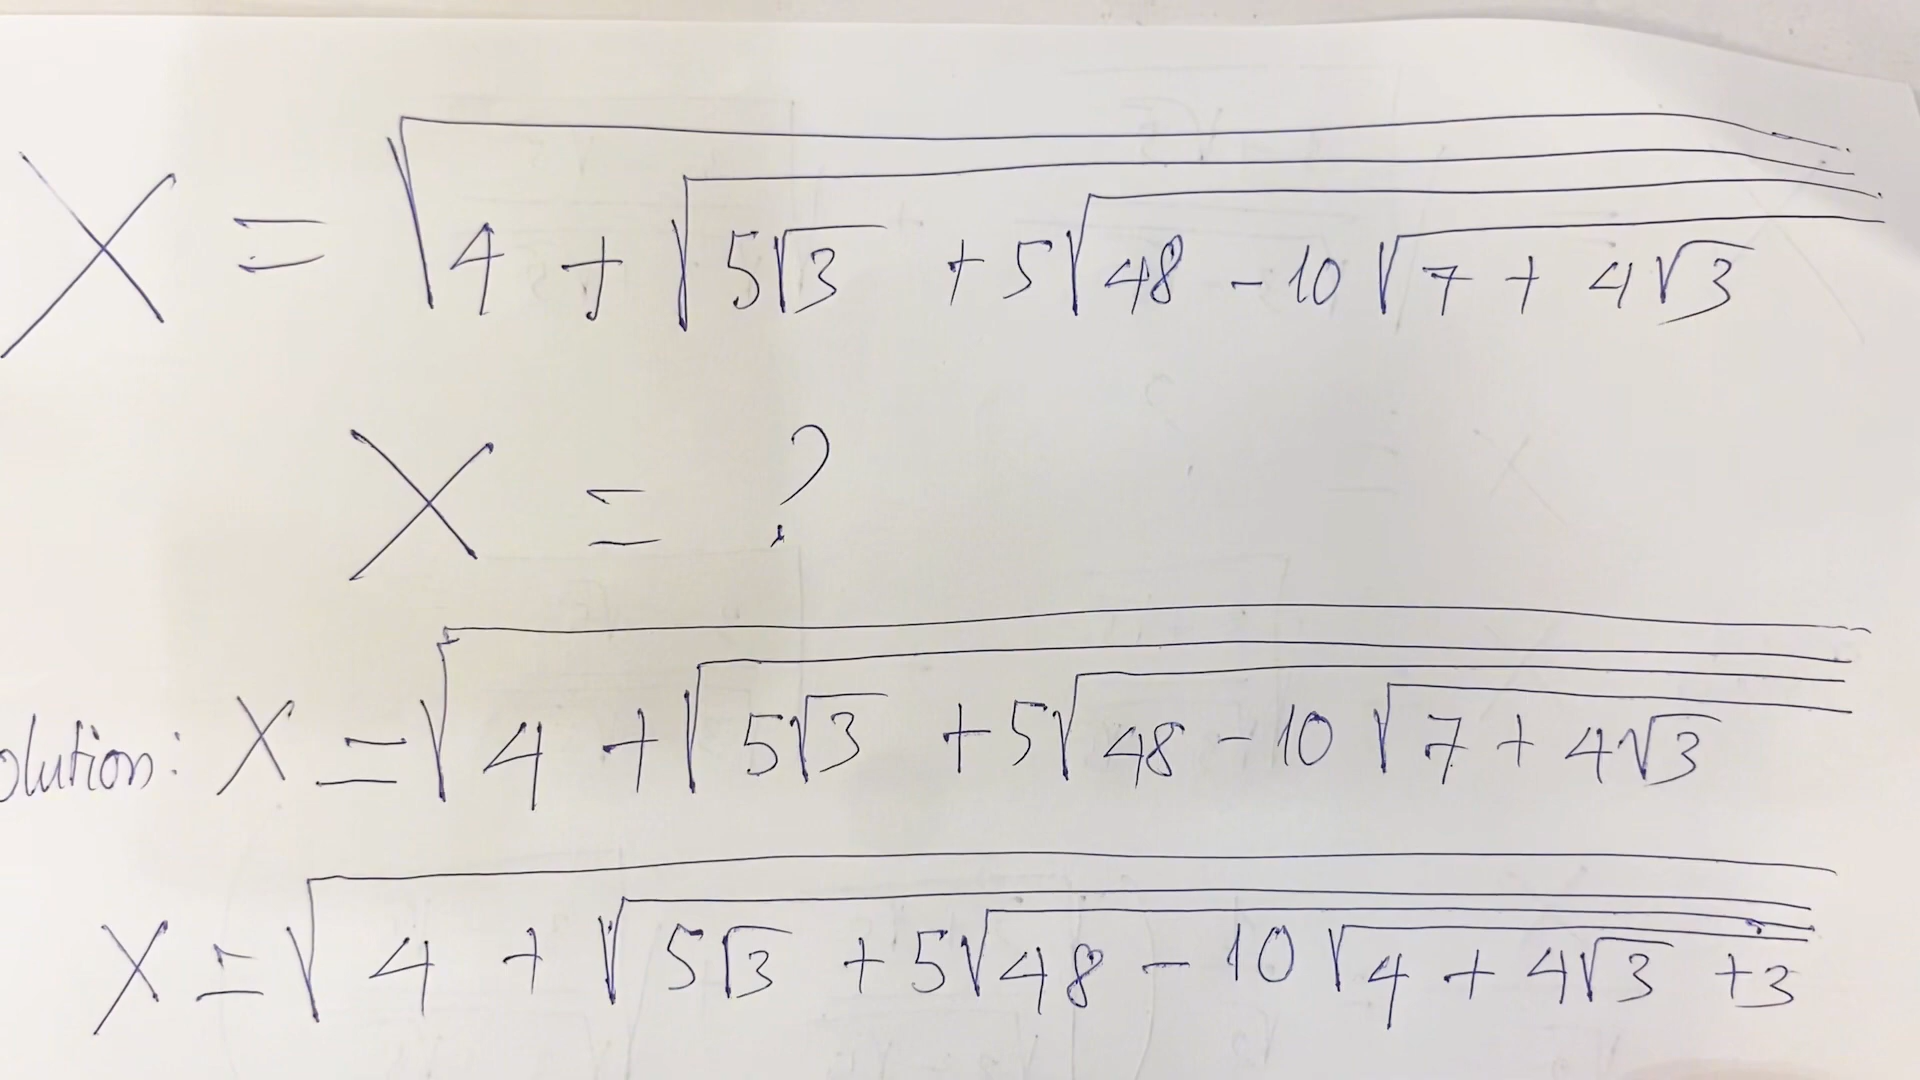 X = √(4 + √(5√3 + 5√(48 - 10√(7 + 4√3))))
X = ?
olution: X = √(4 + √(5√3 + 5√(48 - 10√(7 + 4√3))))
X = √(4 + √(5√3 + 5√(48 - 10√(4 + 4√3 + 3))))